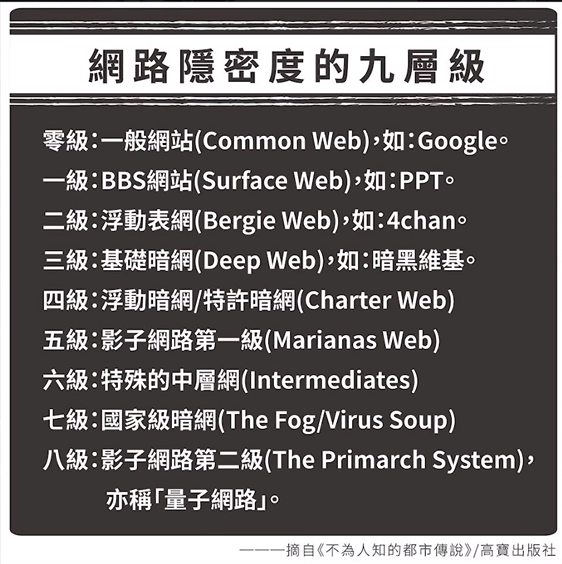 網路隱密度的九層級
零級：一般網站(Common Web)，如：Google。
一級：BBS網站(Surface Web)，如：PPT。
二級：浮動表網(Bergie Web)，如：4chan。
三級：基礎暗網(Deep Web)，如：暗黑維基。
四級：浮動暗網/特許暗網(Charter Web)
五級：影子網路第一級(Marianas Web)
六級：特殊的中層網(Intermediates)
七級：國家級暗網(The Fog/Virus Soup)
八級：影子網路第二級(The Primarch System)，
亦稱「量子網路」。
———摘自《不為人知的都市傳說》/高寶出版社